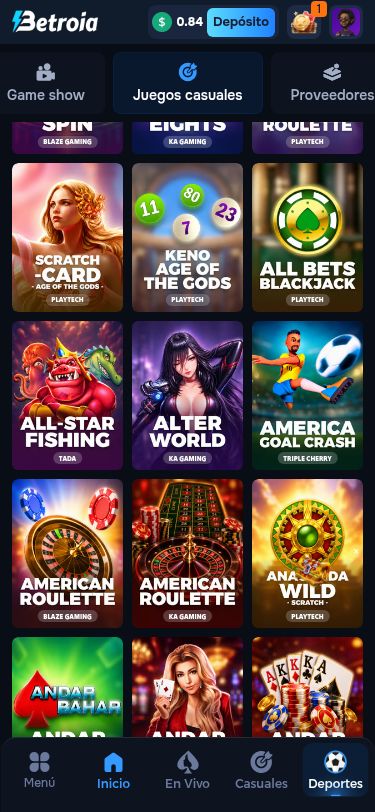 Betroia
$ 0.84 Depósito
1
Game show
Juegos casuales
Proveedores
SPIN
BLAZE GAMING
EIGHTS
KA GAMING
ROULETTE
PLAYTECH
SCRATCH
-CARD
- AGE OF THE GODS -
PLAYTECH
11
80
7
23
KENO
AGE OF
THE GODS
PLAYTECH
ALL BETS
BLACKJACK
PLAYTECH
ALL-STAR
FISHING
TADA
ALTER
WORLD
KA GAMING
AMERICA
GOAL CRASH
TRIPLE CHERRY
AMERICAN
ROULETTE
BLAZE GAMING
AMERICAN
ROULETTE
KA GAMING
WILD
- SCRATCH -
PLAYTECH
ANDAR
BAHAR
ANDAR
ANDAR
A K K A
ANDAR
Menú
Inicio
En Vivo
Casuales
Deportes